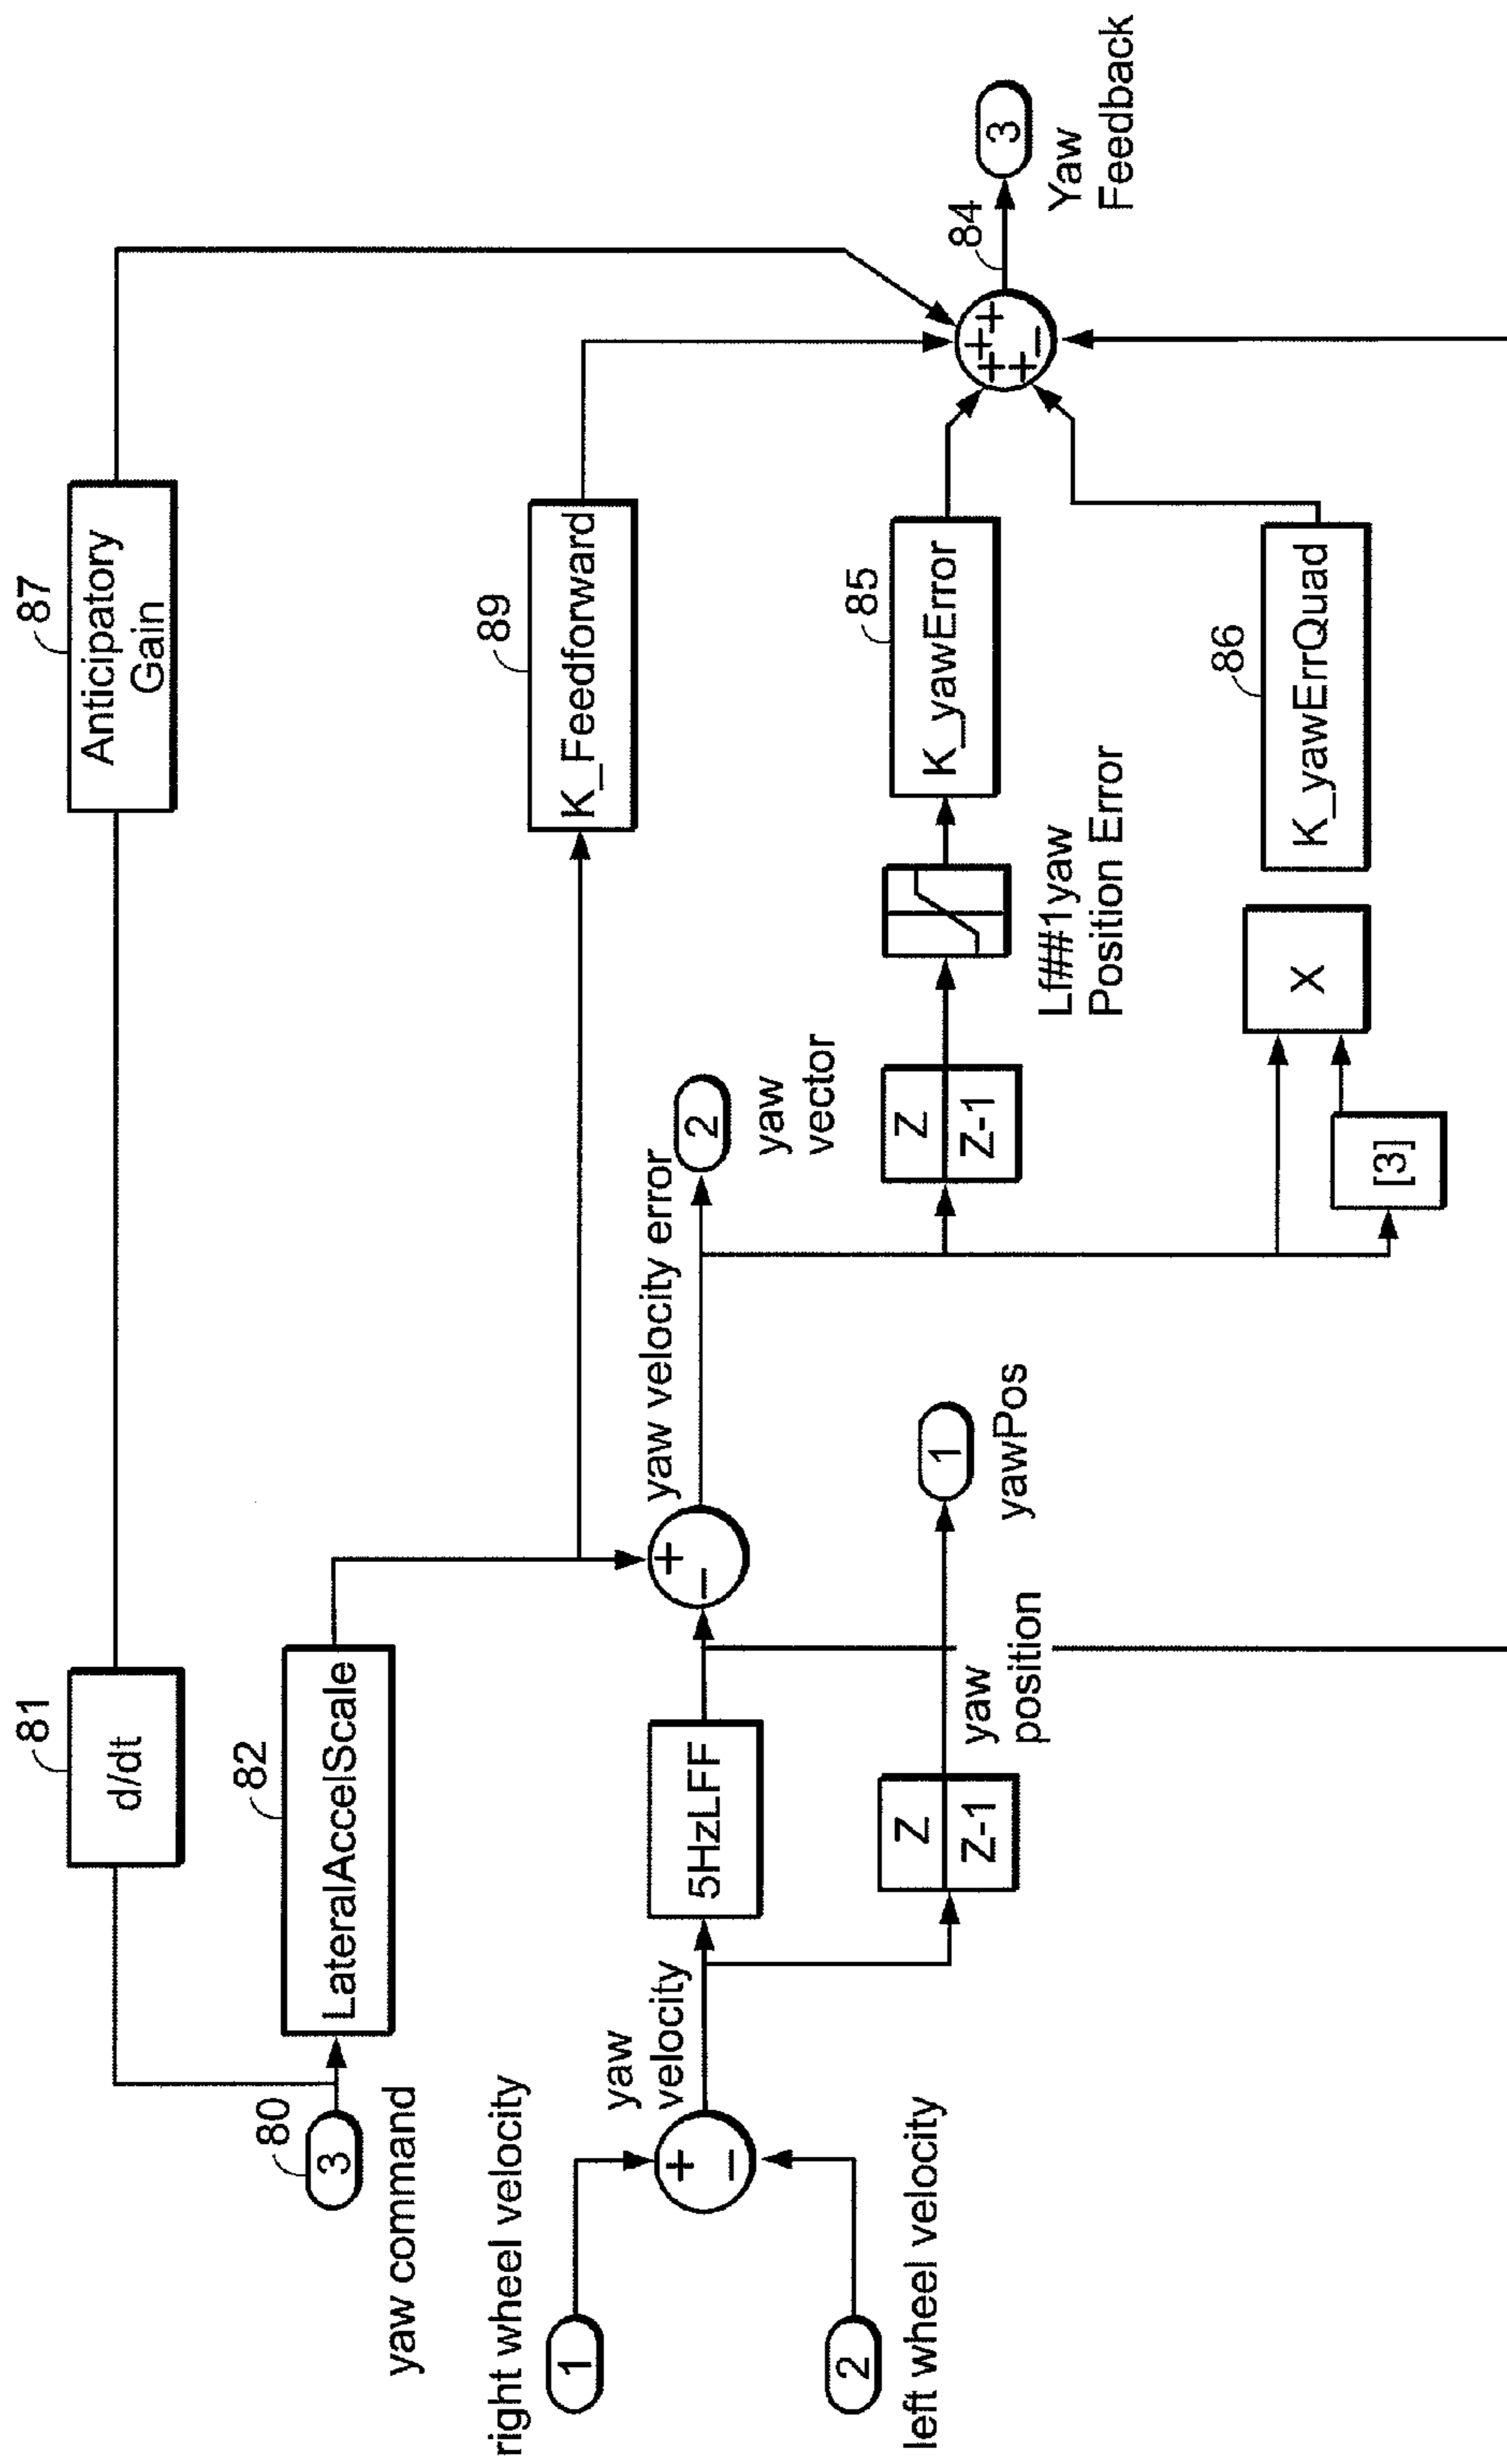 87
Anticipatory
Gain
81
d/dt
82
LateralAccelScale
80
3
yaw command
89
K_Feedforward
right wheel velocity
1
yaw
velocity
+
−
2
left wheel velocity
5HzLFF
Z
Z-1
yaw
position
1
yawPos
+
−
yaw velocity error
2
yaw
vector
Z
Z-1
Lf##1yaw
Position Error
85
K_yawError
[3]
X
86
K_yawErrQuad
+
+
+
+
−
84
3
Yaw
Feedback